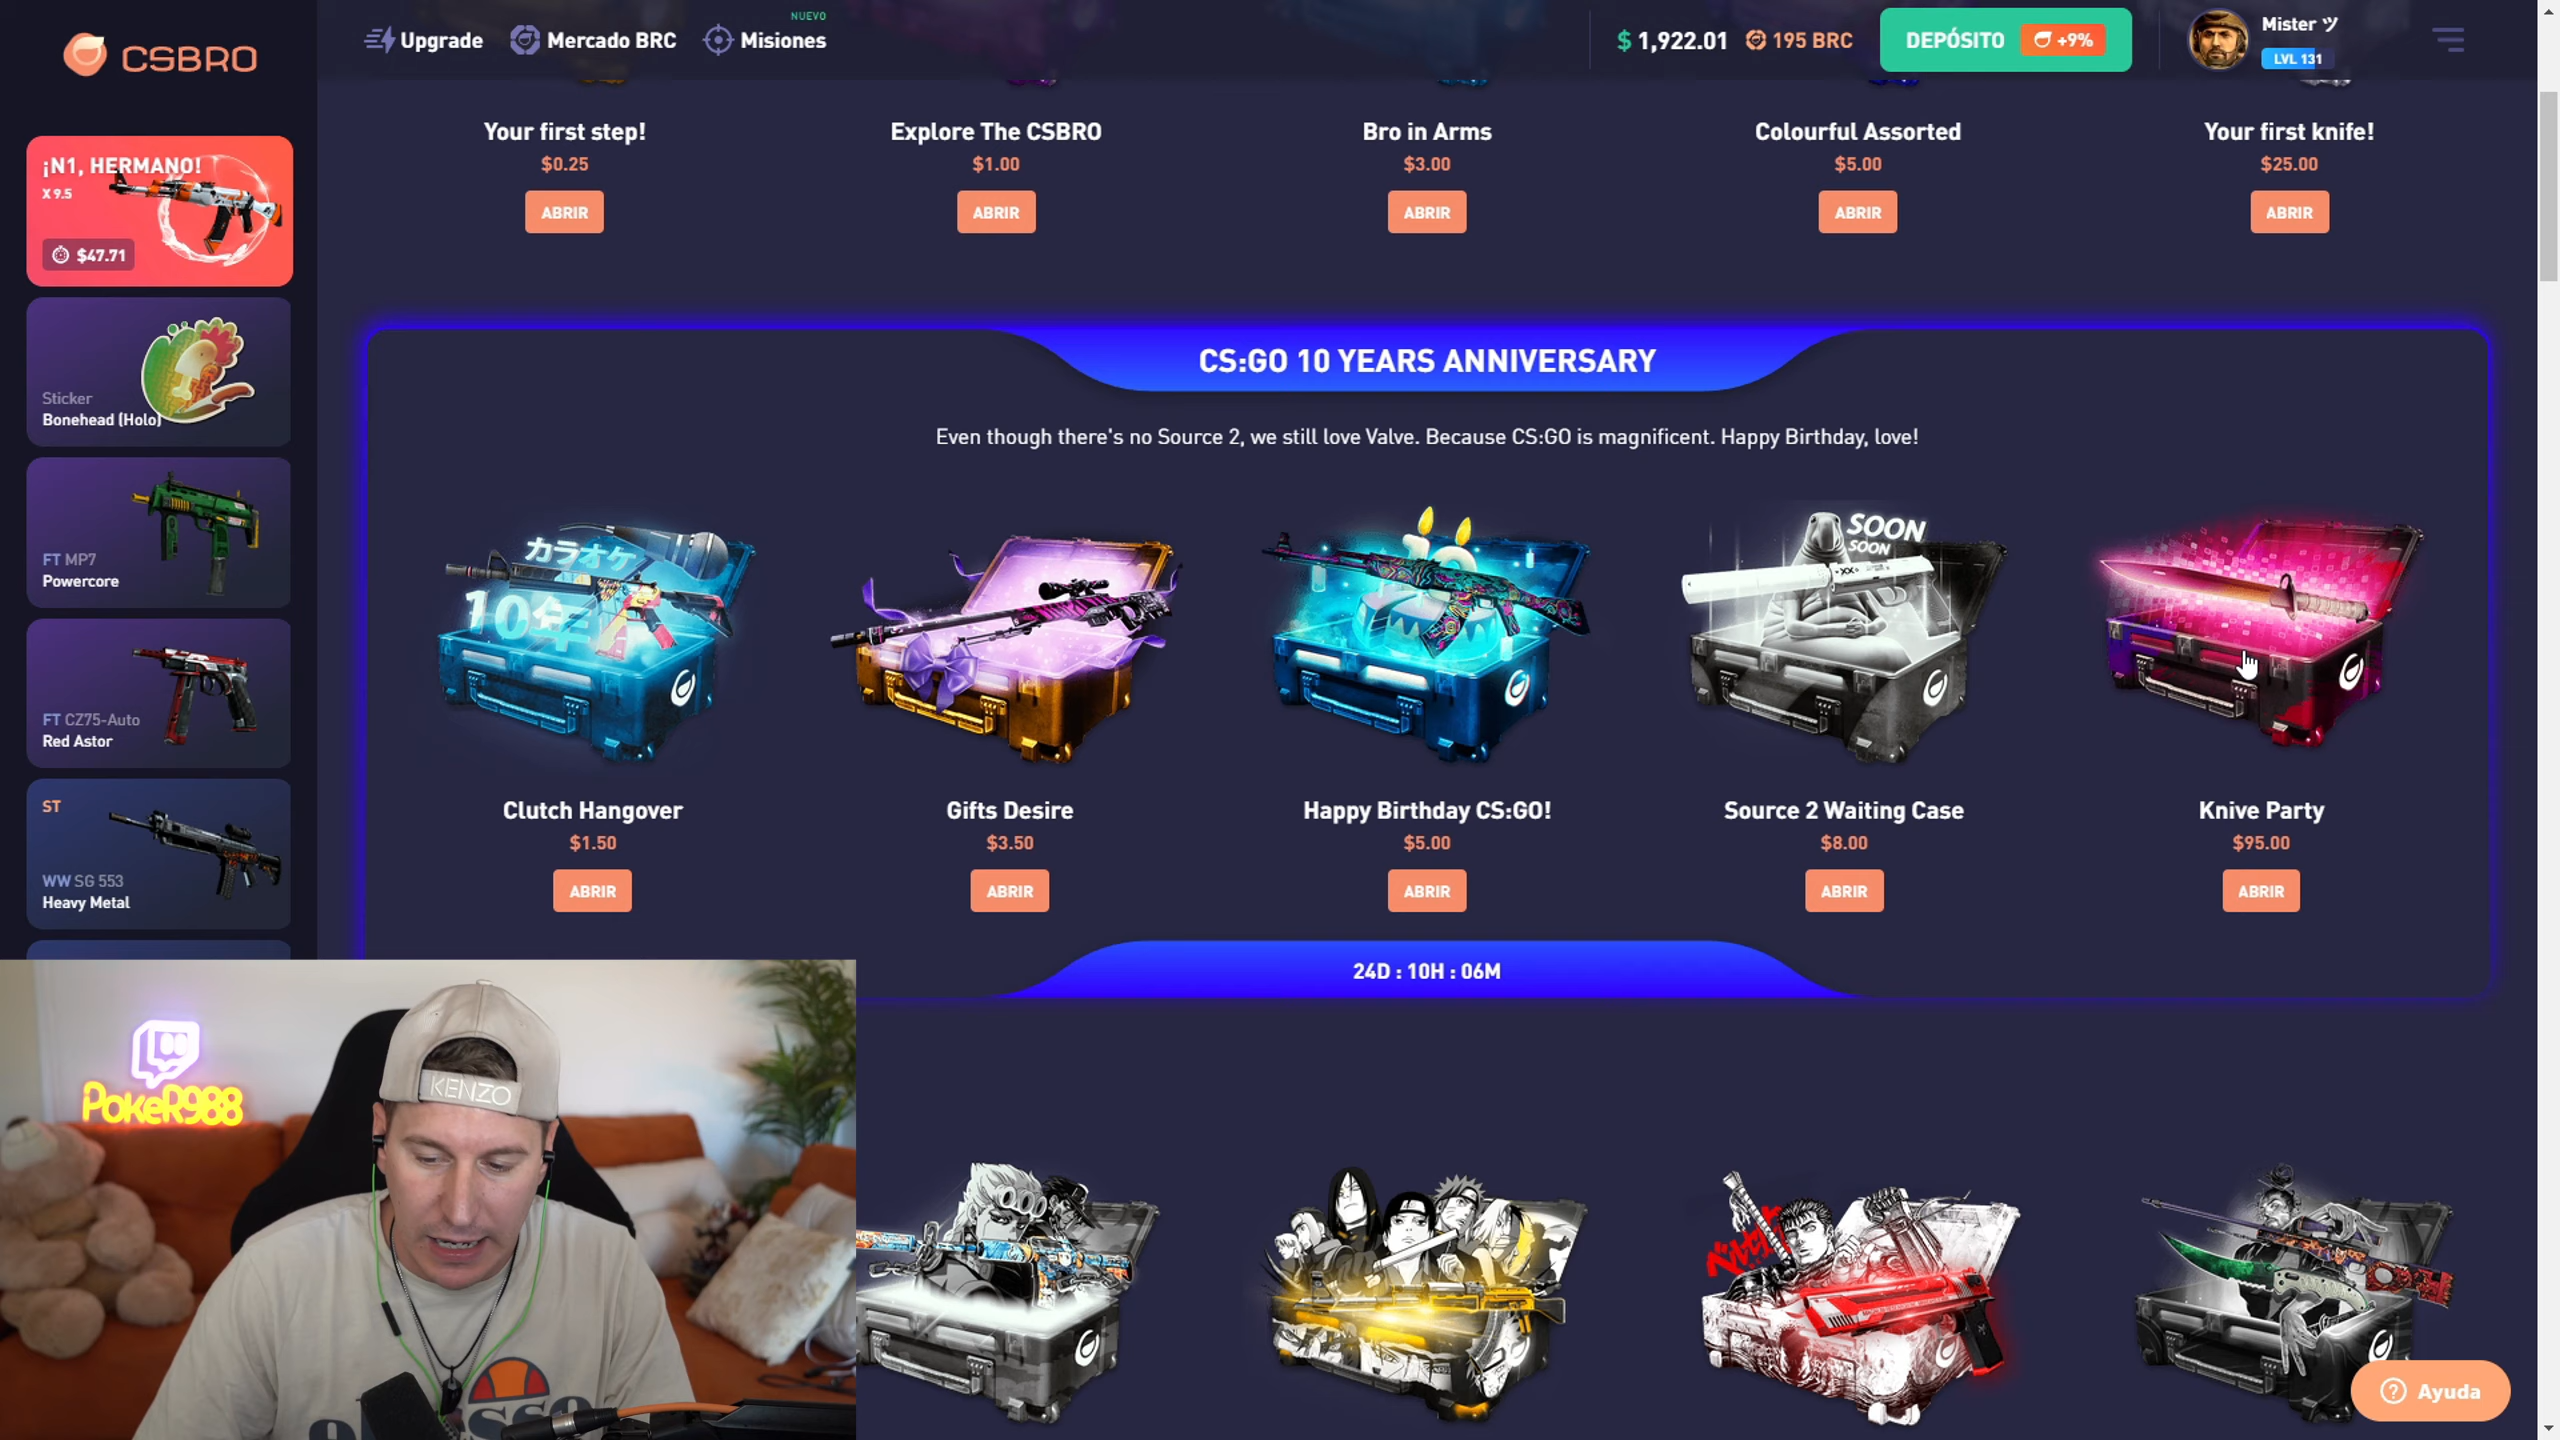 CSBRO
Upgrade
Mercado BRC
NUEVO
Misiones
$ 1,922.01
195 BRC
DEPÓSITO
+9%
Mister ツ
LVL 131
¡N1, HERMANO!
X 9.5
$47.71
Sticker
Bonehead (Holo)
FT MP7
Powercore
FT CZ75-Auto
Red Astor
ST
WW SG 553
Heavy Metal
Your first step!
$0.25
ABRIR
Explore The CSBRO
$1.00
ABRIR
Bro in Arms
$3.00
ABRIR
Colourful Assorted
$5.00
ABRIR
Your first knife!
$25.00
ABRIR
CS:GO 10 YEARS ANNIVERSARY
Even though there's no Source 2, we still love Valve. Because CS:GO is magnificent. Happy Birthday, love!
カラオケ
10年
SOON
SOON
Clutch Hangover
$1.50
ABRIR
Gifts Desire
$3.50
ABRIR
Happy Birthday CS:GO!
$5.00
ABRIR
Source 2 Waiting Case
$8.00
ABRIR
Knive Party
$95.00
ABRIR
24D : 10H : 06M
PokeR988
KENZO
Ayuda